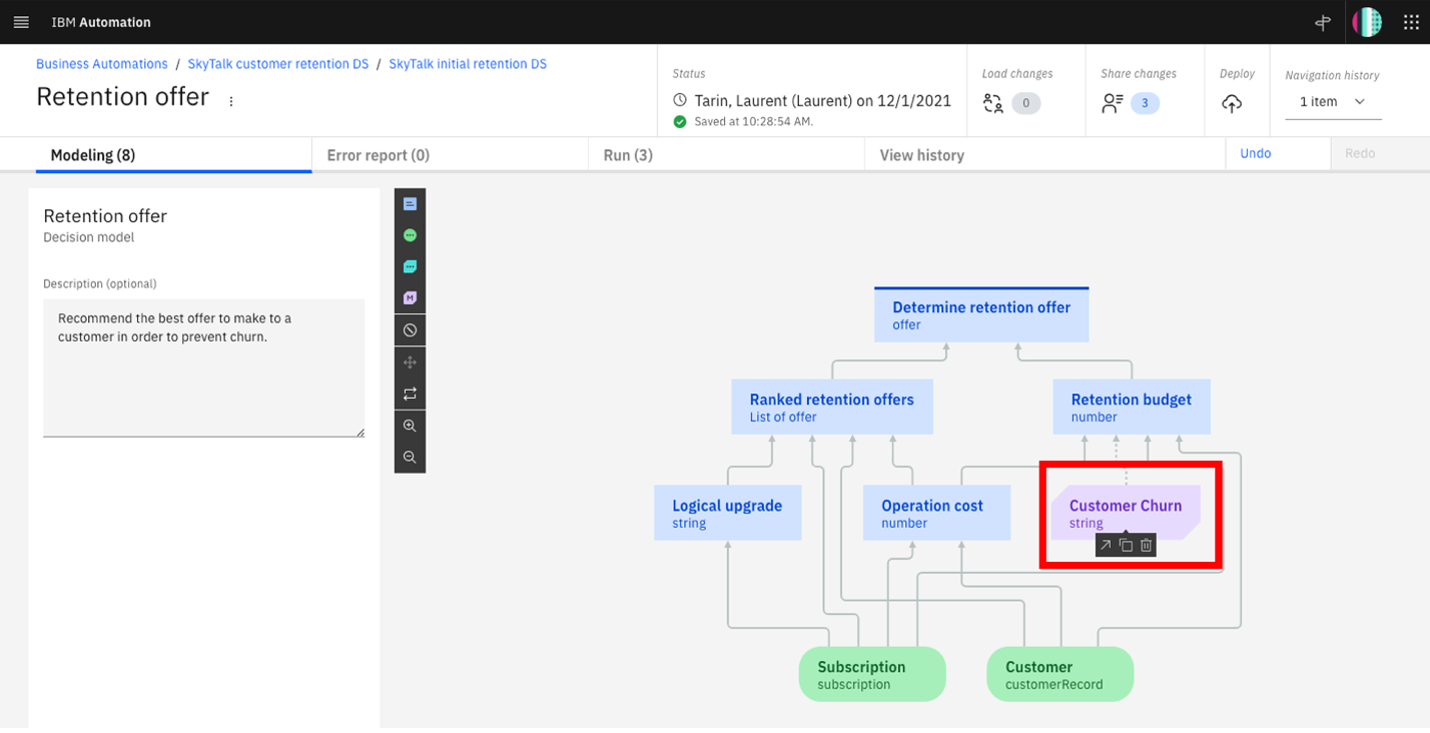 IBM Automation
Business Automations / SkyTalk customer retention DS / SkyTalk initial retention DS
Retention offer
Status
Tarin, Laurent (Laurent) on 12/1/2021
Saved at 10:28:54 AM.
Load changes
0
Share changes
3
Deploy
Navigation history
1 item
Modeling (8)
Error report (0)
Run (3)
View history
Undo
Redo
Retention offer
Decision model
Description (optional)
Recommend the best offer to make to a
customer in order to prevent churn.
M
Determine retention offer
offer
Ranked retention offers
List of offer
Retention budget
number
Logical upgrade
string
Operation cost
number
Customer Churn
string
Subscription
subscription
Customer
customerRecord